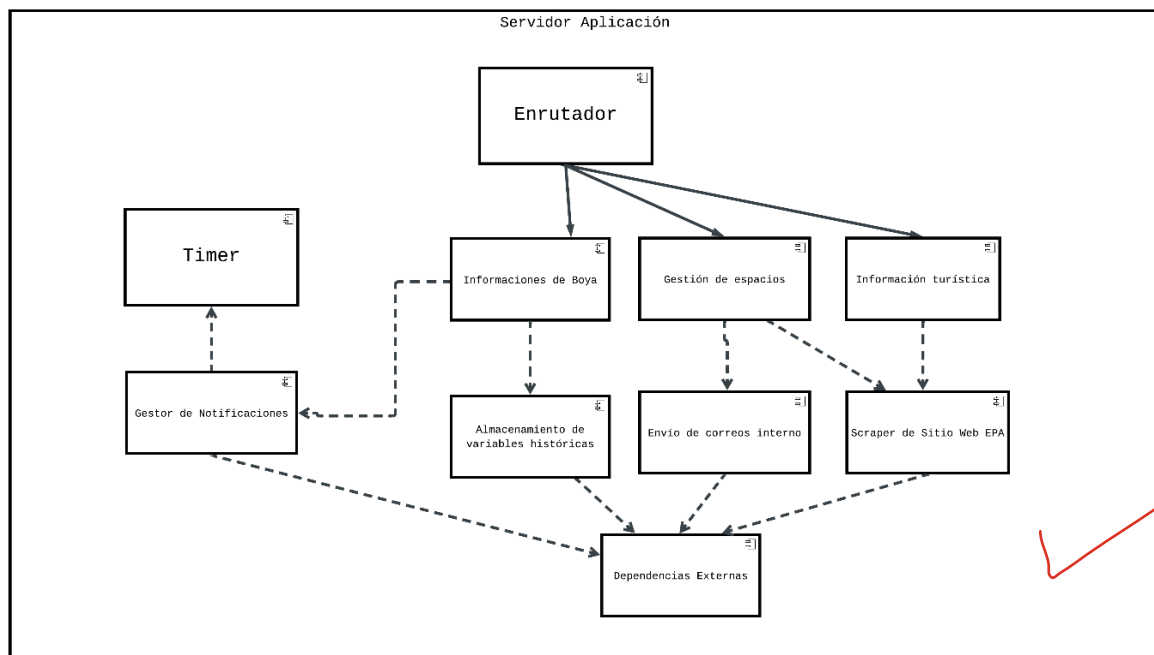 Servidor Aplicación
Enrutador
Timer
Informaciones de Boya
Gestión de espacios
Información turística
Gestor de Notificaciones
Almacenamiento de
variables históricas
Envío de correos interno
Scraper de Sitio Web EPA
Dependencias Externas